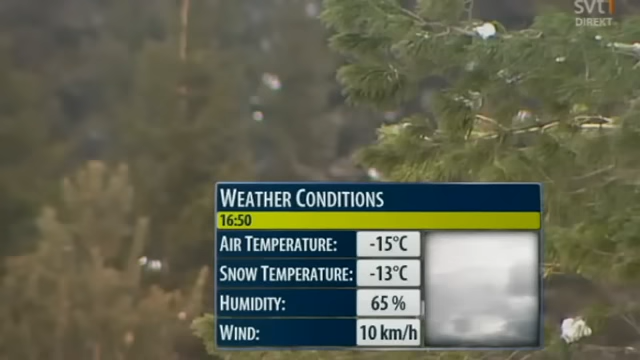 svt1
DIREKT
WEATHER CONDITIONS
16:50
AIR TEMPERATURE: -15°C
SNOW TEMPERATURE: -13°C
HUMIDITY: 65 %
WIND: 10 km/h